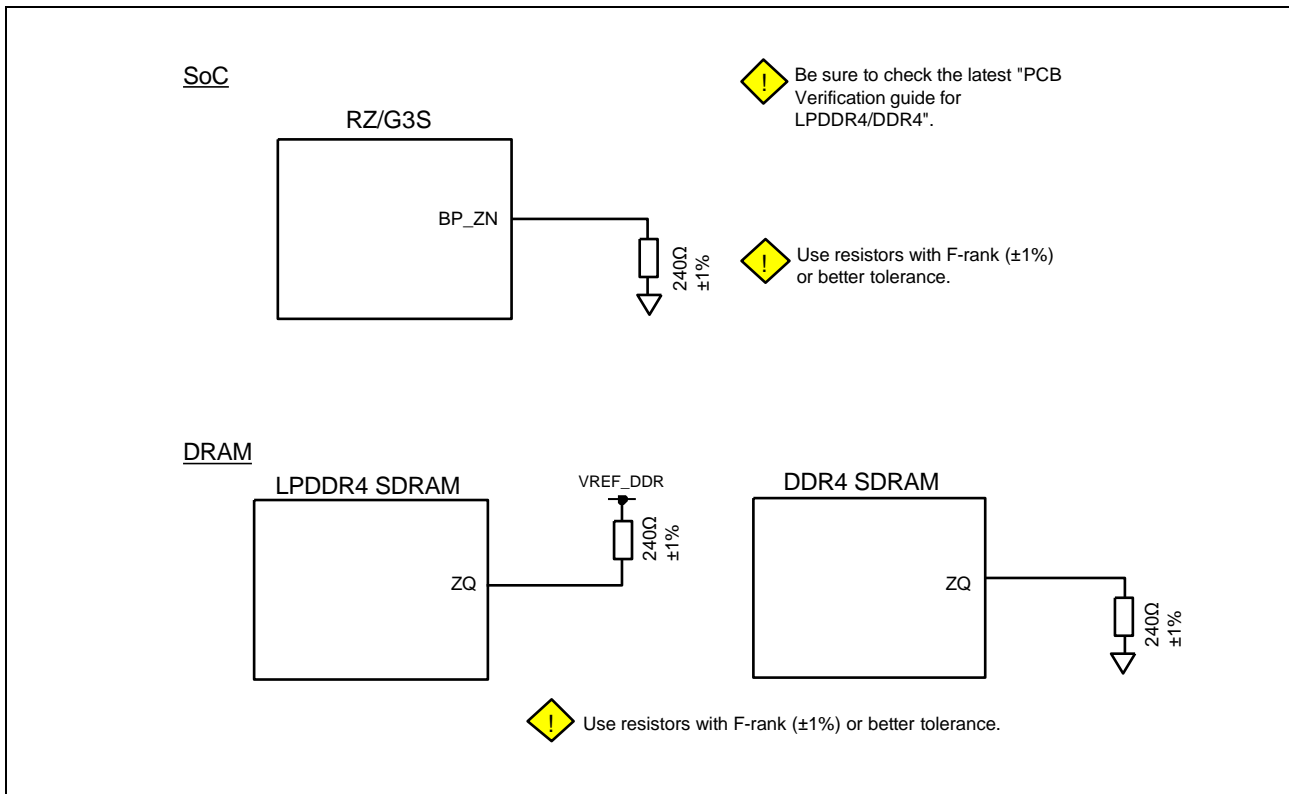 SoC
RZ/G3S
BP_ZN
240Ω
±1%
Be sure to check the latest "PCB
Verification guide for
LPDDR4/DDR4".
Use resistors with F-rank (±1%)
or better tolerance.
DRAM
LPDDR4 SDRAM
VREF_DDR
240Ω
±1%
ZQ
DDR4 SDRAM
ZQ
240Ω
±1%
Use resistors with F-rank (±1%) or better tolerance.
!
!
!